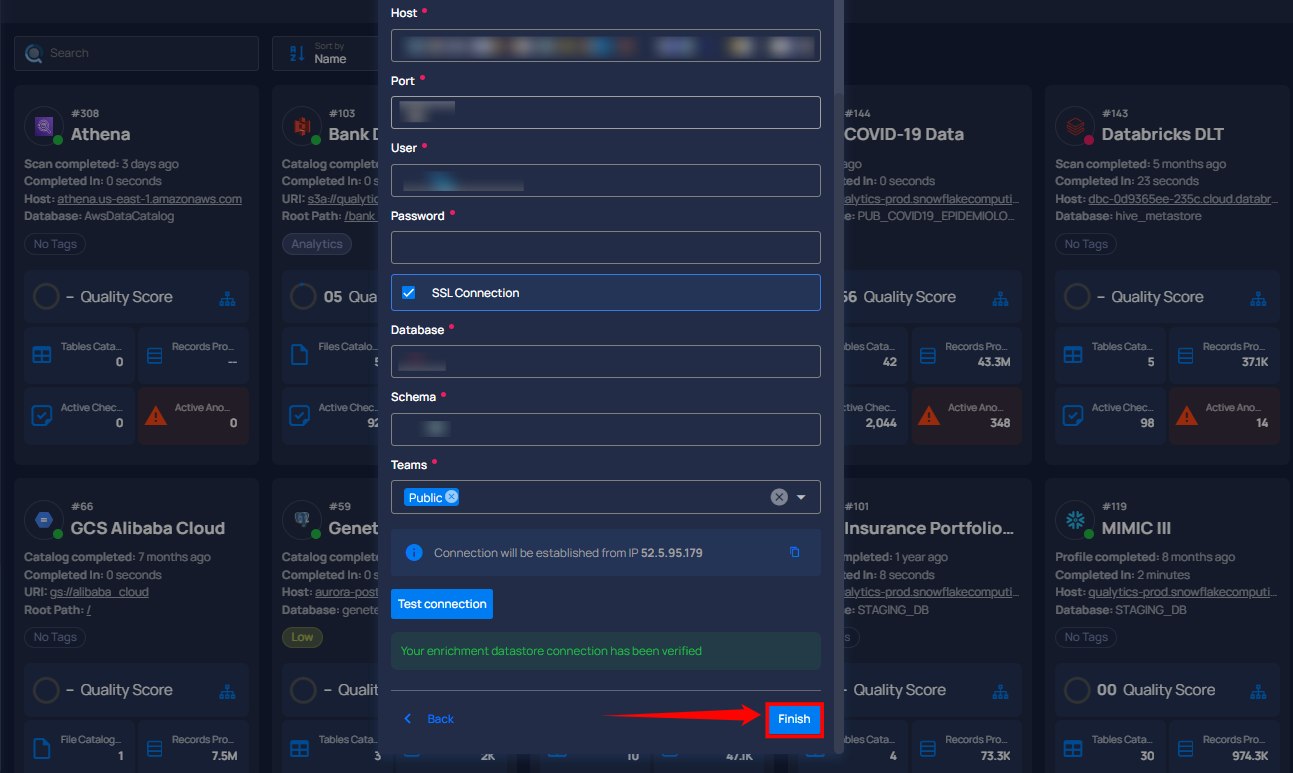 Host *
Search
Sort by
Name
Port *
#308
Athena
Scan completed: 3 days ago
Completed In: 0 seconds
Host: athena.us-east-1.amazonaws.com
Database: AwsDataCatalog
No Tags
– Quality Score
Tables Cata...
0
Records Pro...
--
Active Chec...
0
Active Ano...
0
#103
Bank D
Catalog complete
Completed In: 0 s
URI: s3a://qualytic
Root Path: /bank_
Analytics
05 Qua
Files Catalo...
5
Active Chec
92
User *
Password *
SSL Connection
Database *
Schema *
Teams *
Public
Connection will be established from IP 52.5.95.179
Test connection
Your enrichment datastore connection has been verified
Back
Finish
#144
COVID-19 Data
ago
n: 0 seconds
alytics-prod.snowflakecomputi...
e: PUB_COVID19_EPIDEMIOLO...
56 Quality Score
bles Cata...
42
Records Pro...
43.3M
ctive Chec...
2,044
Active Ano...
348
#143
Databricks DLT
Scan completed: 5 months ago
Completed In: 23 seconds
Host: dbc-0d9365ee-235c.cloud.databr...
Database: hive_metastore
No Tags
– Quality Score
Tables Cata...
5
Records Pro...
37.1K
Active Chec...
98
Active Ano...
14
#66
GCS Alibaba Cloud
Catalog completed: 7 months ago
Completed In: 0 seconds
URI: gs://alibaba_cloud
Root Path: /
No Tags
– Quality Score
File Catalog...
1
Records Pro...
7.5M
#59
Genet
Catalog complete
Completed In: 0 s
Host: aurora-post
Database: genete
Low
– Qualit
Tables Cata
3
2K
10
47.1K
#101
Insurance Portfolio...
mpleted: 1 year ago
n: 8 seconds
alytics-prod.snowflakecomputi...
e: STAGING_DB
s
– Quality Score
bles Cata...
4
Records Pro...
73.3K
#119
MIMIC III
Profile completed: 8 months ago
Completed In: 2 minutes
Host: qualytics-prod.snowflakecomputi...
Database: STAGING_DB
No Tags
00 Quality Score
Tables Cata...
30
Records Pro...
974.3K